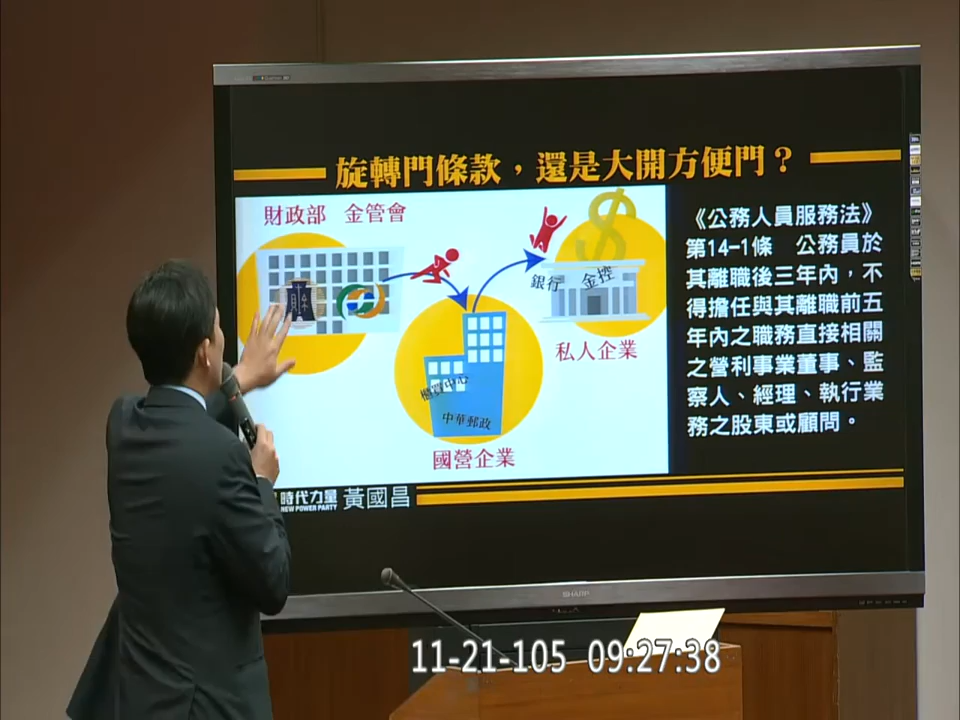 旋轉門條款，還是大開方便門？
財政部　金管會
銀行　金控
私人企業
機資中心
中華郵政
國營企業
《公務人員服務法》
第14-1條　公務員於
其離職後三年內，不
得擔任與其離職前五
年內之職務直接相關
之營利事業董事、監
察人、經理、執行業
務之股東或顧問。
時代力量 黃國昌
NEW POWER PARTY
SHARP
11-21-105 09:27:38